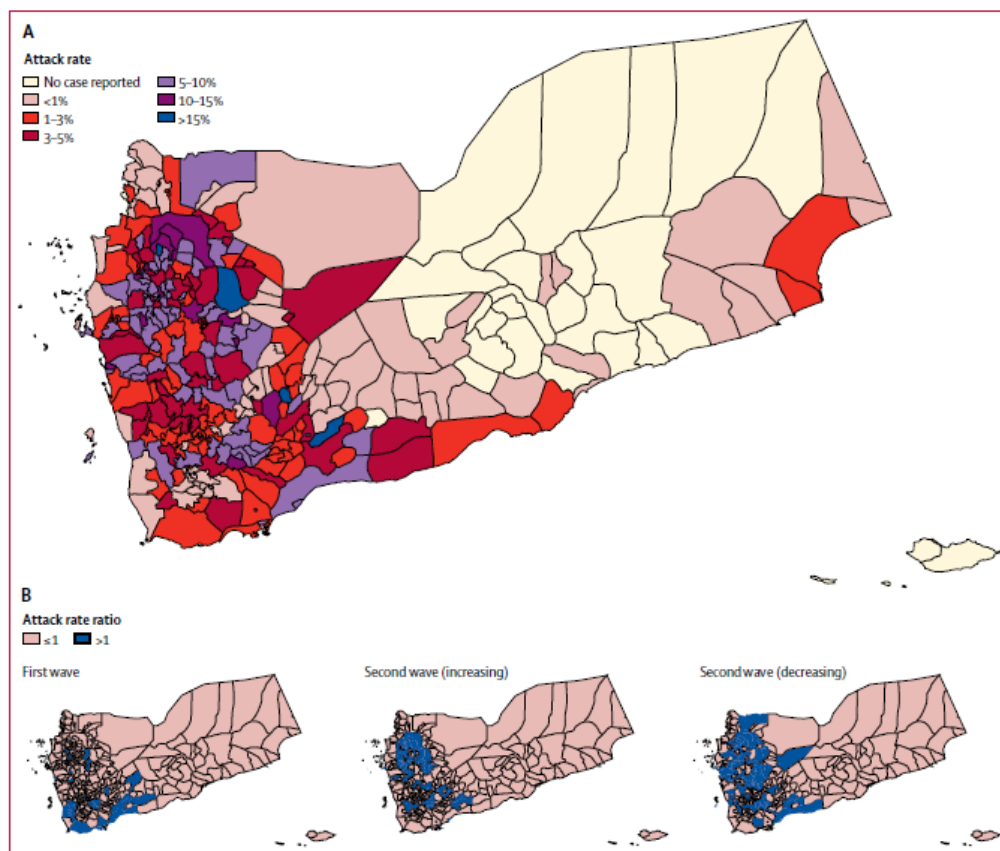 A
Attack rate
No case reported
<1%
1–3%
3–5%
5–10%
10–15%
>15%
B
Attack rate ratio
≤1 >1
First wave
Second wave (increasing)
Second wave (decreasing)